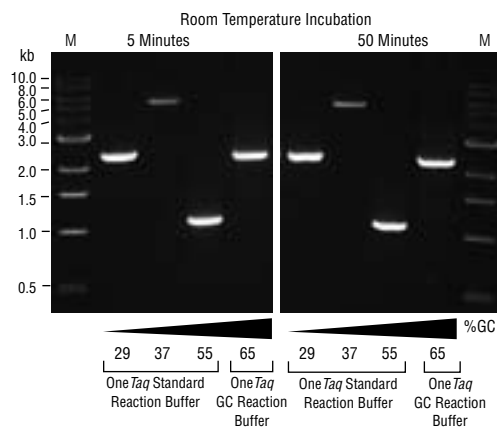 Room Temperature Incubation
kb M 5 Minutes 50 Minutes M
10.0
8.0
6.0
5.0
4.0
3.0
2.0
1.5
1.0
0.5
%GC
29 37 55 65 29 37 55 65
OneTaq Standard Reaction Buffer
OneTaq GC Reaction Buffer
OneTaq Standard Reaction Buffer
OneTaq GC Reaction Buffer